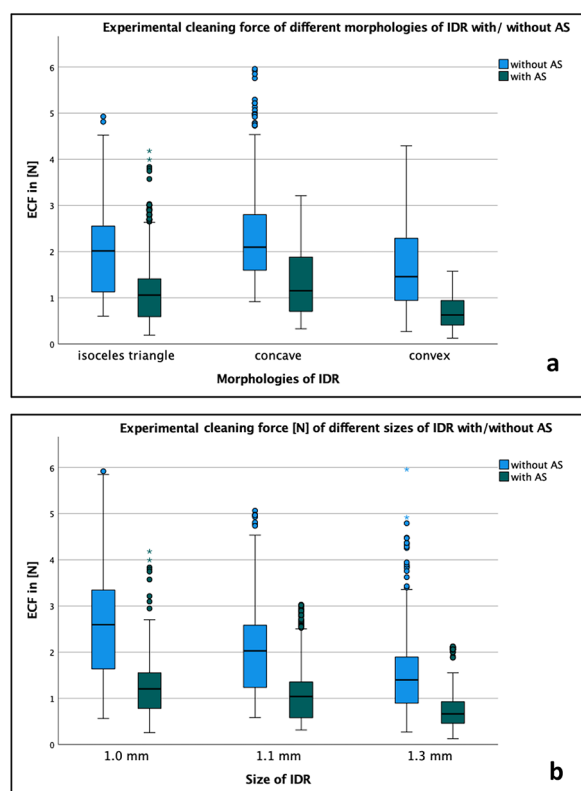 Experimental cleaning force of different morphologies of IDR with/ without AS
without AS
with AS
6
5
4
3
2
1
0
ECF in [N]
isoceles triangle
concave
convex
Morphologies of IDR
a
Experimental cleaning force [N] of different sizes of IDR with/without AS
without AS
with AS
6
5
4
3
2
1
0
ECF in [N]
1.0 mm
1.1 mm
1.3 mm
Size of IDR
b